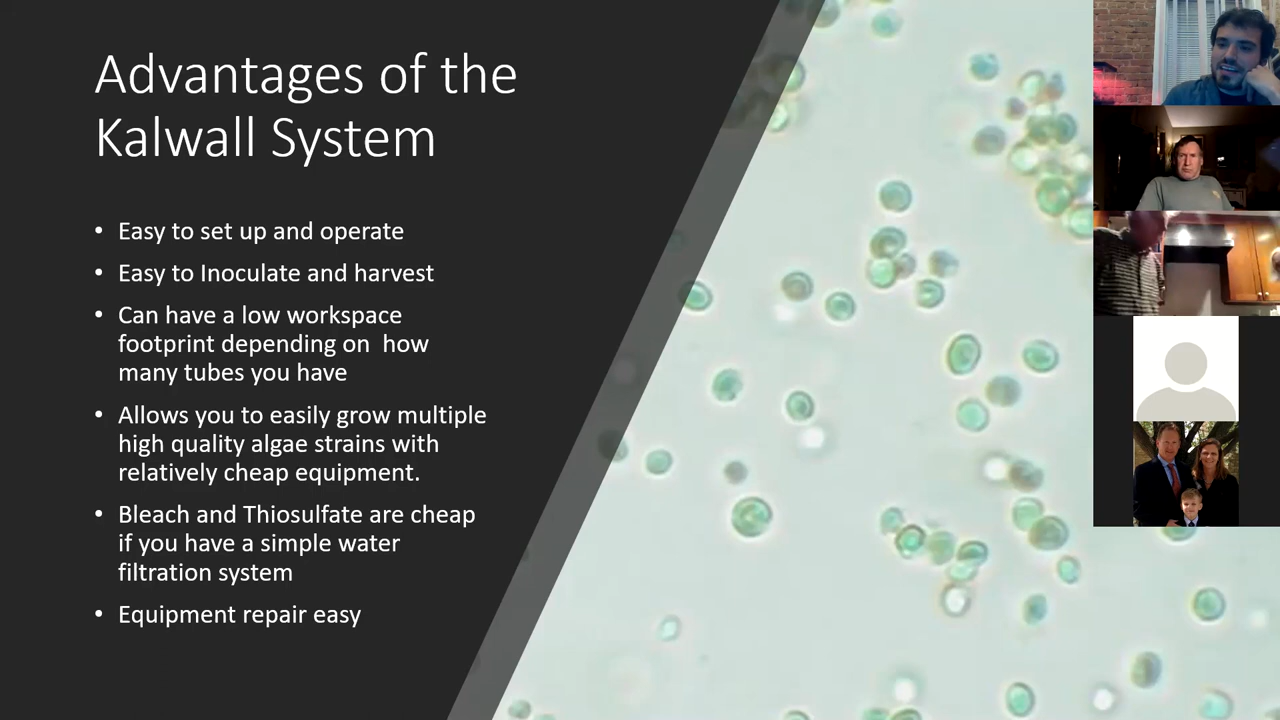 Advantages of the
Kalwall System
• Easy to set up and operate
• Easy to Inoculate and harvest
• Can have a low workspace
footprint depending on  how
many tubes you have
• Allows you to easily grow multiple
high quality algae strains with
relatively cheap equipment.
• Bleach and Thiosulfate are cheap
if you have a simple water
filtration system
• Equipment repair easy